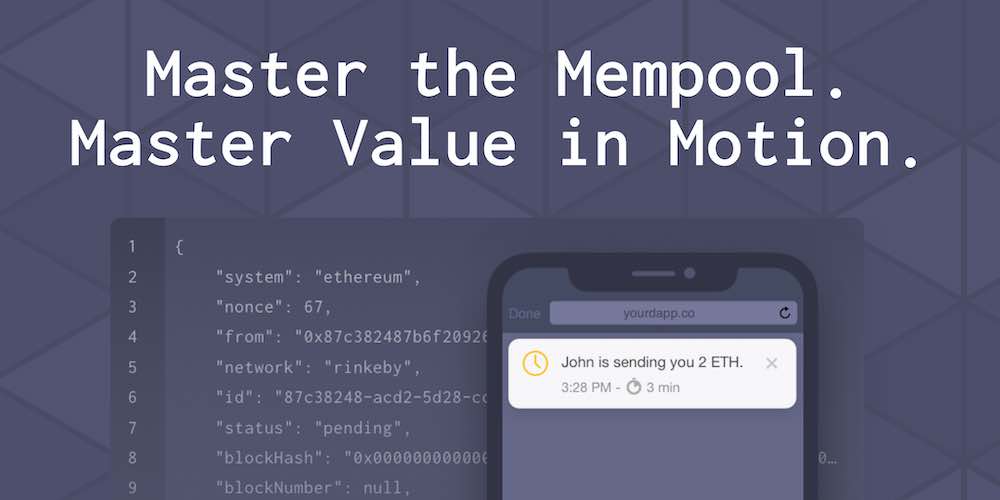 Master the Mempool.
Master Value in Motion.
1 {
2 "system": "ethereum",
3 "nonce": 67,
4 "from": "0x87c382487b6f20926
5 "network": "rinkeby",
6 "id": "87c38248-acd2-5d28-cc
7 "status": "pending",
8 "blockHash": "0x000000000000 0…
9 "blockNumber": null,
Done yourdapp.co
John is sending you 2 ETH.
3:28 PM - 3 min